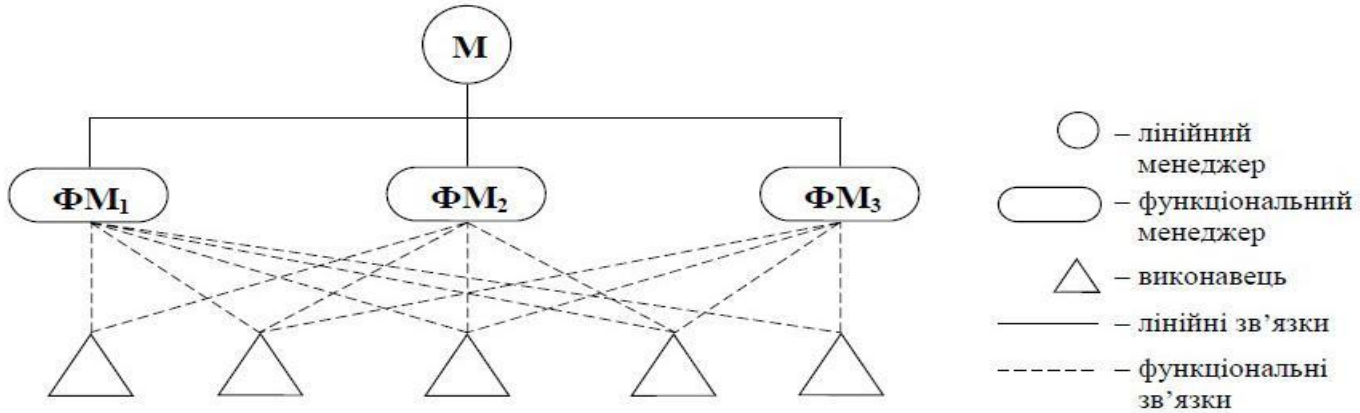 М
ФМ₁
ФМ₂
ФМ₃
– лінійний
менеджер
– функціональний
менеджер
– виконавець
– лінійні зв’язки
– функціональні
зв’язки